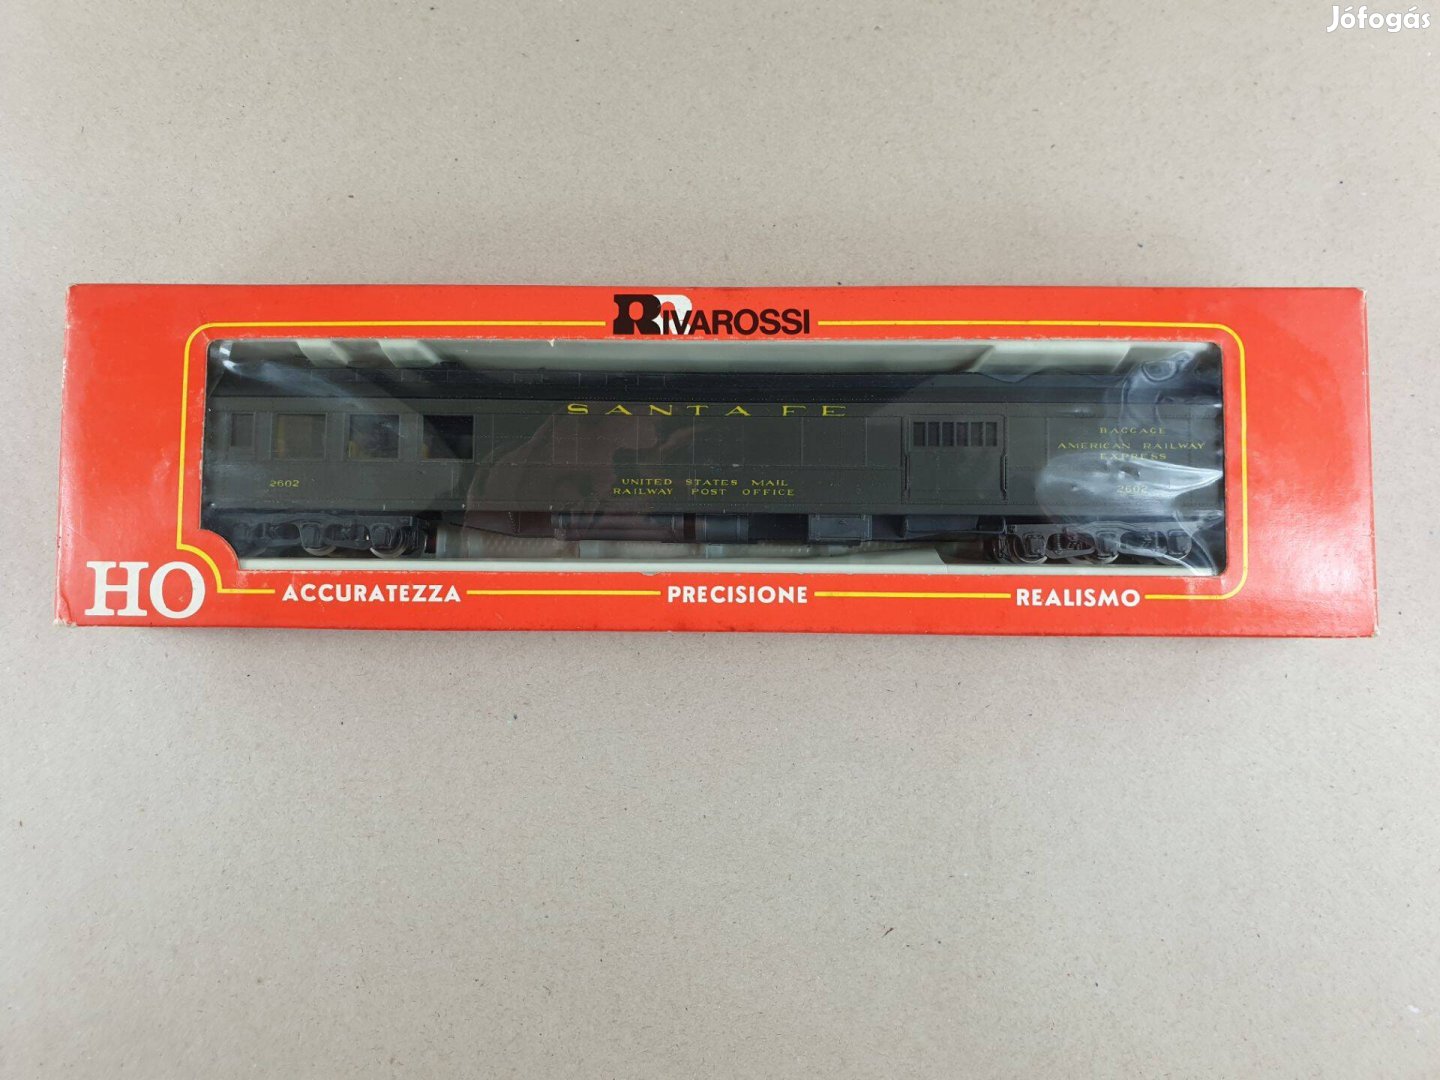 Jófogás
RIVAROSSI
SANTA FE
BAGGAGE
AMERICAN RAILWAY
EXPRESS
2602
UNITED STATES MAIL
RAILWAY POST OFFICE
2602
HO
ACCURATEZZA PRECISIONE REALISMO